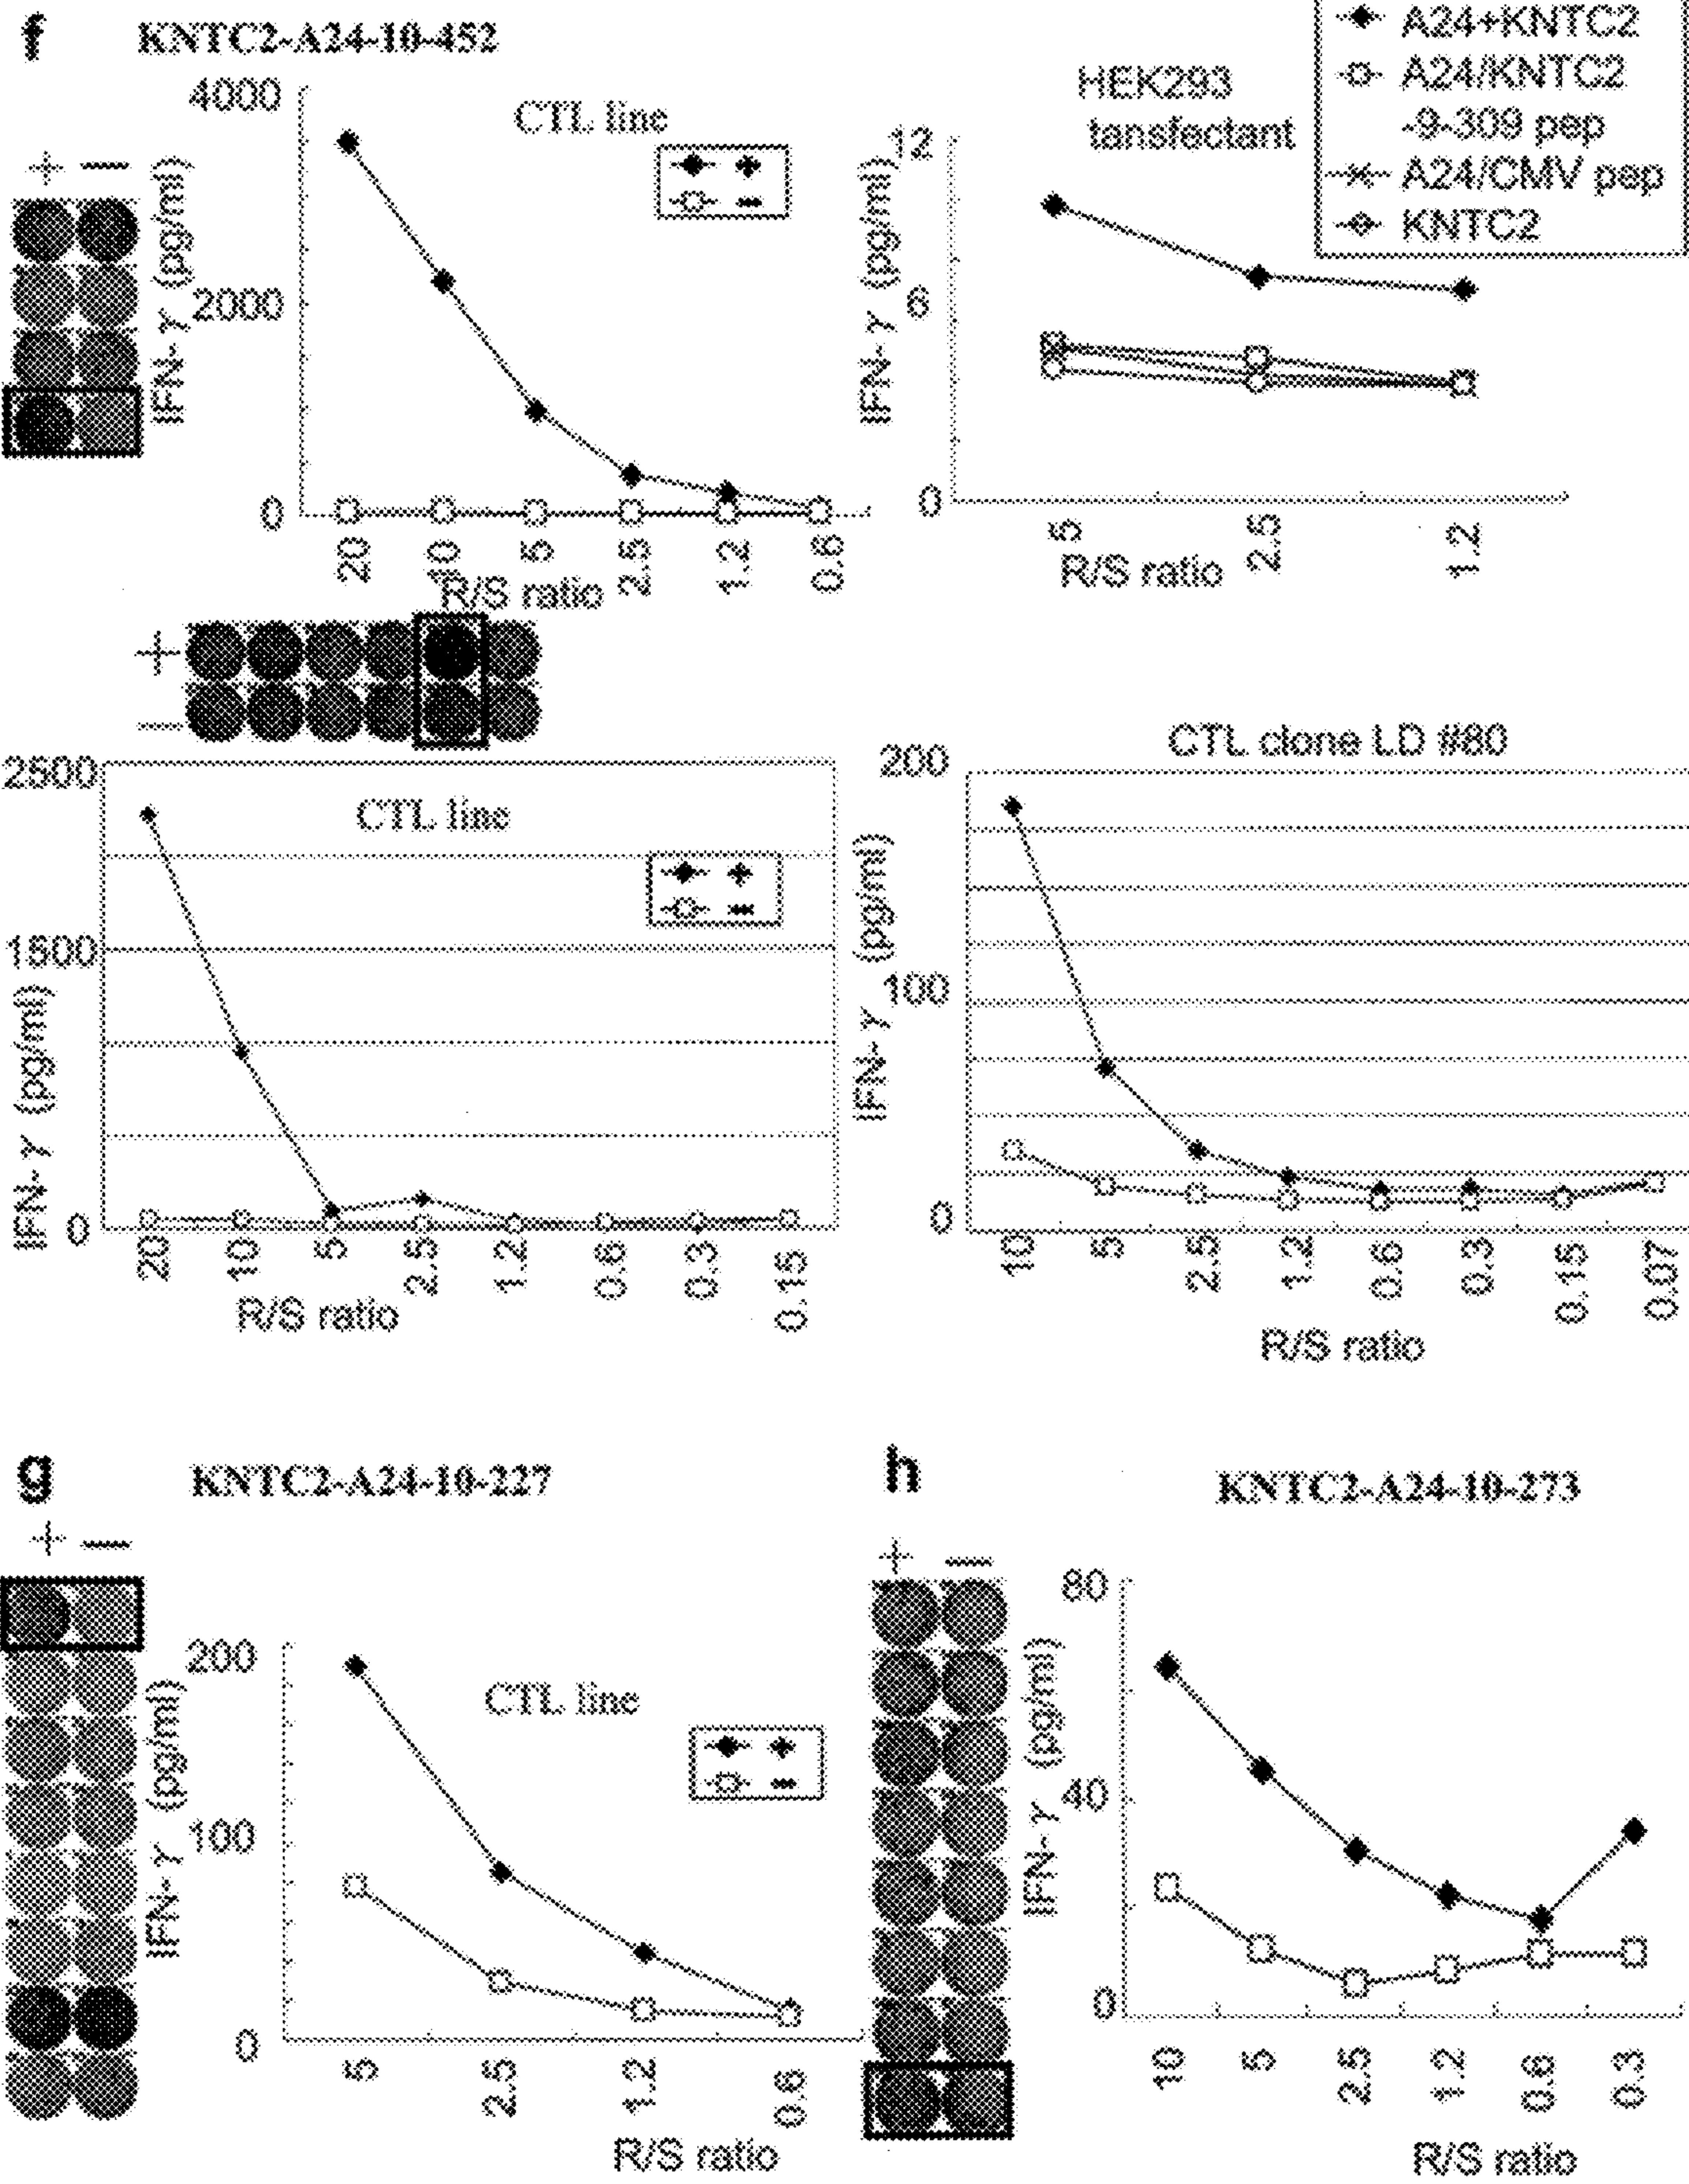 f KNTC2-A24-10-452
A24+KNTC2
A24/KNTC2
-9-309 pep
A24/CMV pep
KNTC2
+ −
IFN-γ (pg/ml)
4000
2000
0
CTL line
+
−
20 10 5 2.5 1.2 0.6
R/S ratio
HEK293
tansfectant
IFN-γ (pg/ml)
12
6
0
5 2.5 1.2
R/S ratio
+
−
IFN-γ (pg/ml)
2500
1500
0
CTL line
+
−
20 10 5 2.5 1.2 0.6 0.3 0.15
R/S ratio
CTL clone LD #80
IFN-γ (pg/ml)
200
100
0
10 5 2.5 1.2 0.6 0.3 0.15 0.07
R/S ratio
g KNTC2-A24-10-227
+ −
IFN-γ (pg/ml)
200
100
0
CTL line
+
−
5 2.5 1.2 0.6
R/S ratio
h KNTC2-A24-10-273
+ −
IFN-γ (pg/ml)
80
40
0
10 5 2.5 1.2 0.6 0.3
R/S ratio